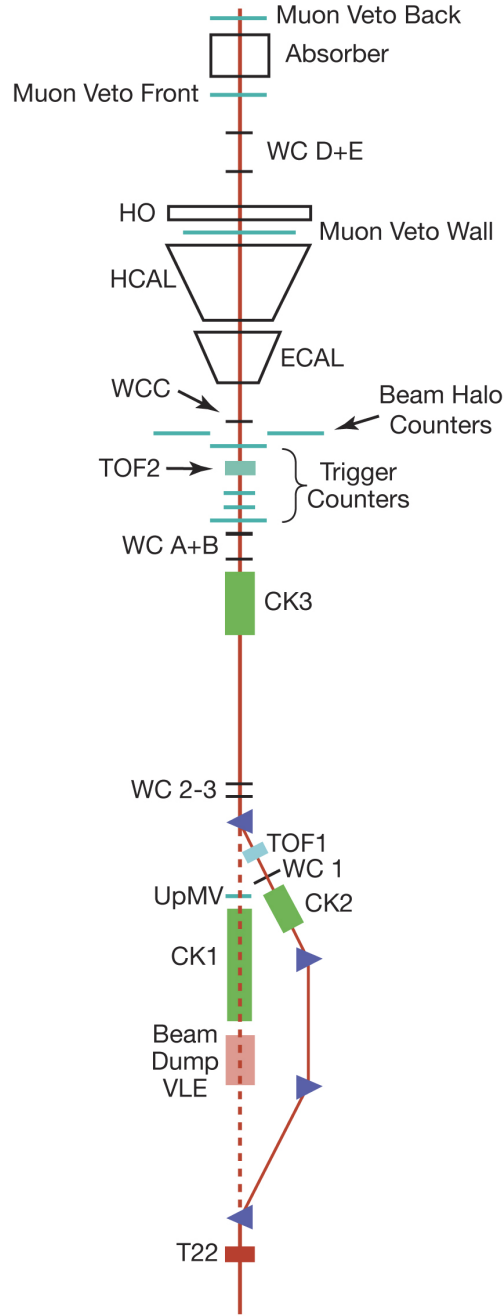 Muon Veto Back
Absorber
Muon Veto Front
WC D+E
HO
Muon Veto Wall
HCAL
ECAL
WCC
Beam Halo
Counters
TOF2
Trigger
Counters
WC A+B
CK3
WC 2-3
TOF1
WC 1
UpMV
CK2
CK1
Beam
Dump
VLE
T22